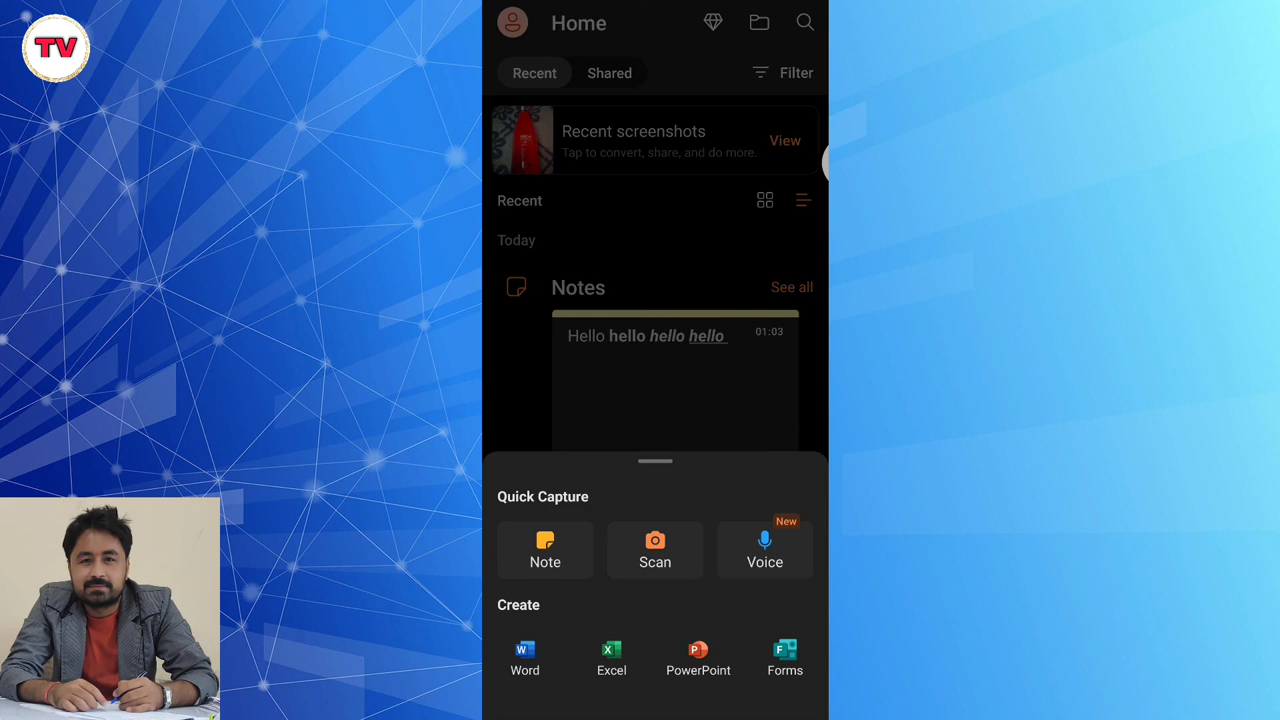 TV
Home
Recent Shared Filter
Recent screenshots
Tap to convert, share, and do more.
View
Recent
Today
Notes See all
Hello hello hello hello 01:03
Quick Capture
New
Note Scan Voice
Create
Word Excel PowerPoint Forms